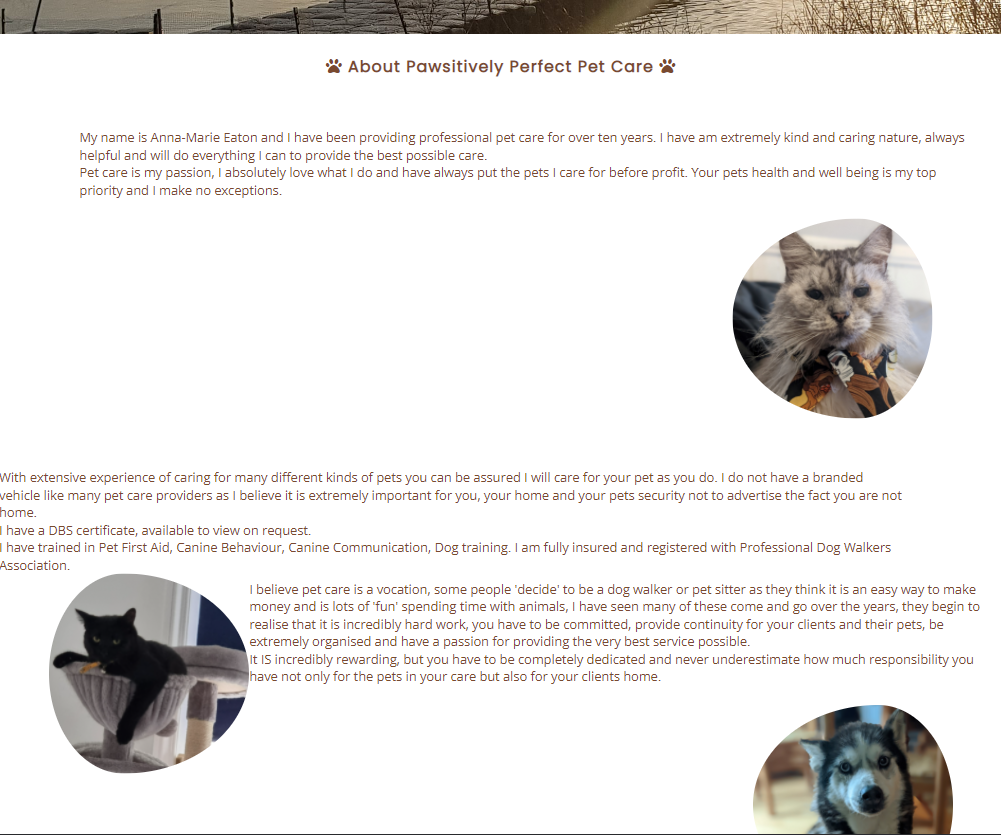 About Pawsitively Perfect Pet Care
My name is Anna-Marie Eaton and I have been providing professional pet care for over ten years. I have am extremely kind and caring nature, always
helpful and will do everything I can to provide the best possible care.
Pet care is my passion, I absolutely love what I do and have always put the pets I care for before profit. Your pets health and well being is my top
priority and I make no exceptions.
With extensive experience of caring for many different kinds of pets you can be assured I will care for your pet as you do. I do not have a branded
vehicle like many pet care providers as I believe it is extremely important for you, your home and your pets security not to advertise the fact you are not
home.
I have a DBS certificate, available to view on request.
I have trained in Pet First Aid, Canine Behaviour, Canine Communication, Dog training. I am fully insured and registered with Professional Dog Walkers
Association.
I believe pet care is a vocation, some people 'decide' to be a dog walker or pet sitter as they think it is an easy way to make
money and is lots of 'fun' spending time with animals, I have seen many of these come and go over the years, they begin to
realise that it is incredibly hard work, you have to be committed, provide continuity for your clients and their pets, be
extremely organised and have a passion for providing the very best service possible.
It IS incredibly rewarding, but you have to be completely dedicated and never underestimate how much responsibility you
have not only for the pets in your care but also for your clients home.